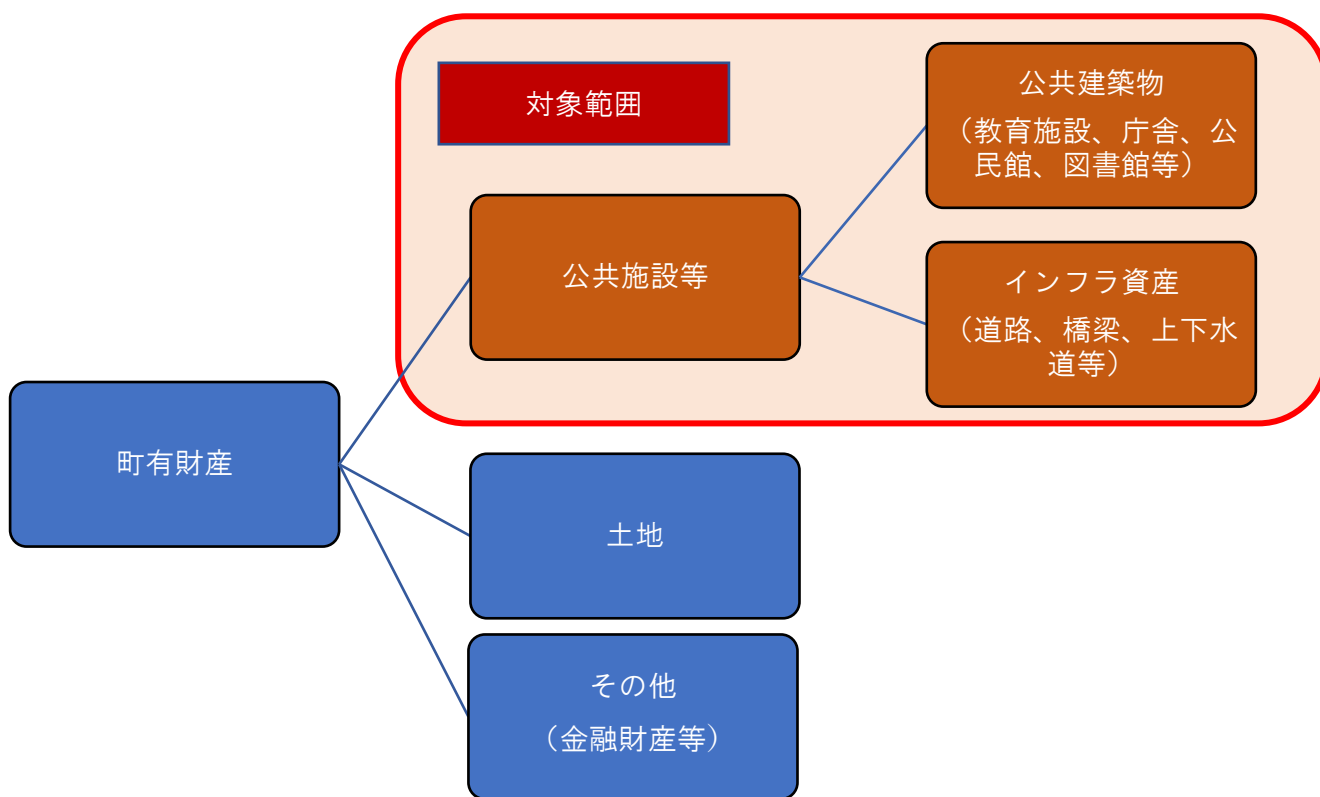 対象範囲
公共建築物
（教育施設、庁舎、公
民館、図書館等）
公共施設等
インフラ資産
（道路、橋梁、上下水
道等）
町有財産
土地
その他
（金融財産等）